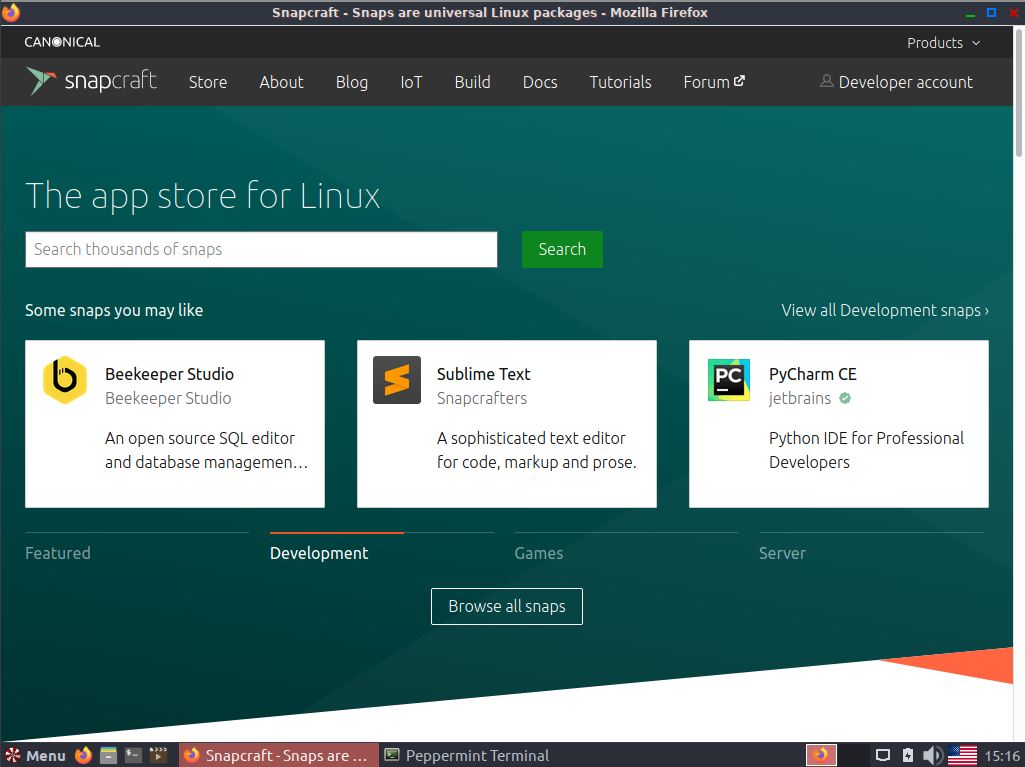 Snapcraft - Snaps are universal Linux packages - Mozilla Firefox
CANONICAL
Products
snapcraft
Store
About
Blog
IoT
Build
Docs
Tutorials
Forum
Developer account
The app store for Linux
Search thousands of snaps
Search
Some snaps you may like
View all Development snaps ›
Beekeeper Studio
Beekeeper Studio
An open source SQL editor
and database managemen…
Sublime Text
Snapcrafters
A sophisticated text editor
for code, markup and prose.
PC
PyCharm CE
jetbrains
Python IDE for Professional
Developers
Featured
Development
Games
Server
Browse all snaps
Menu
Snapcraft - Snaps are ...
Peppermint Terminal
15:16